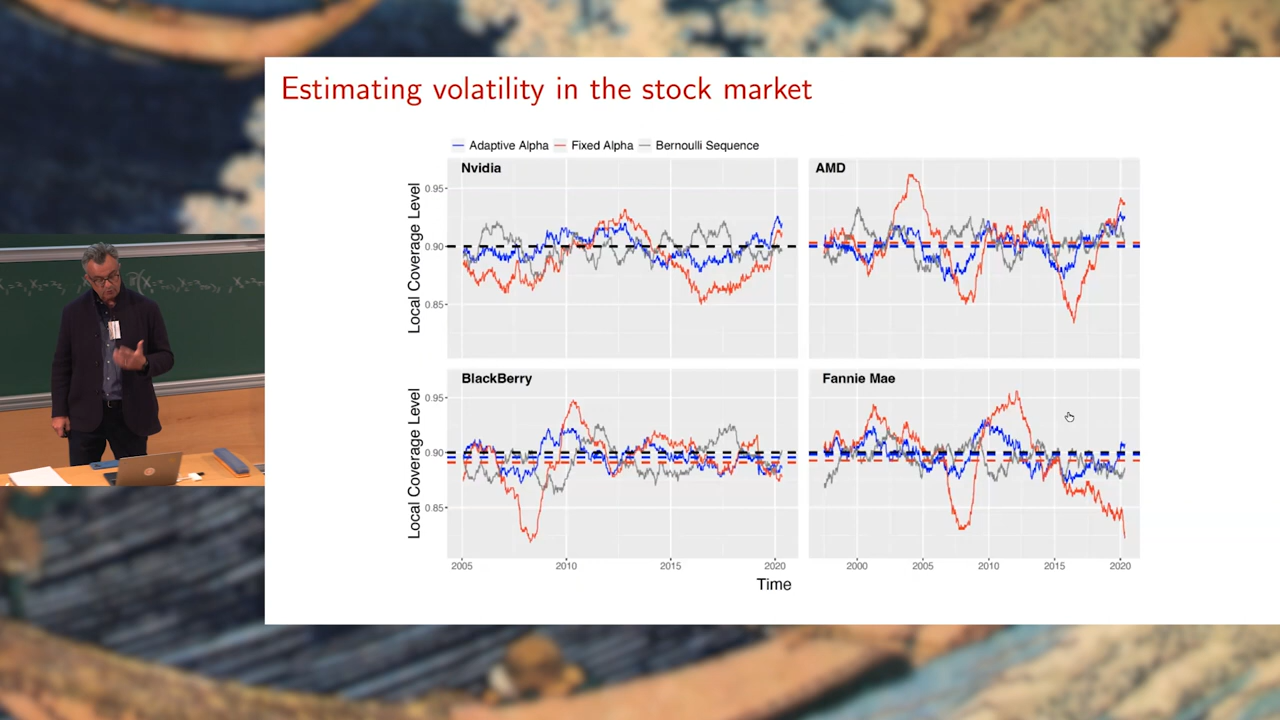 Estimating volatility in the stock market
Adaptive Alpha Fixed Alpha Bernoulli Sequence
Nvidia
AMD
Local Coverage Level
0.95
0.90
0.85
BlackBerry
Fannie Mae
Local Coverage Level
0.95
0.90
0.85
2005 2010 2015 2020
2000 2005 2010 2015 2020
Time